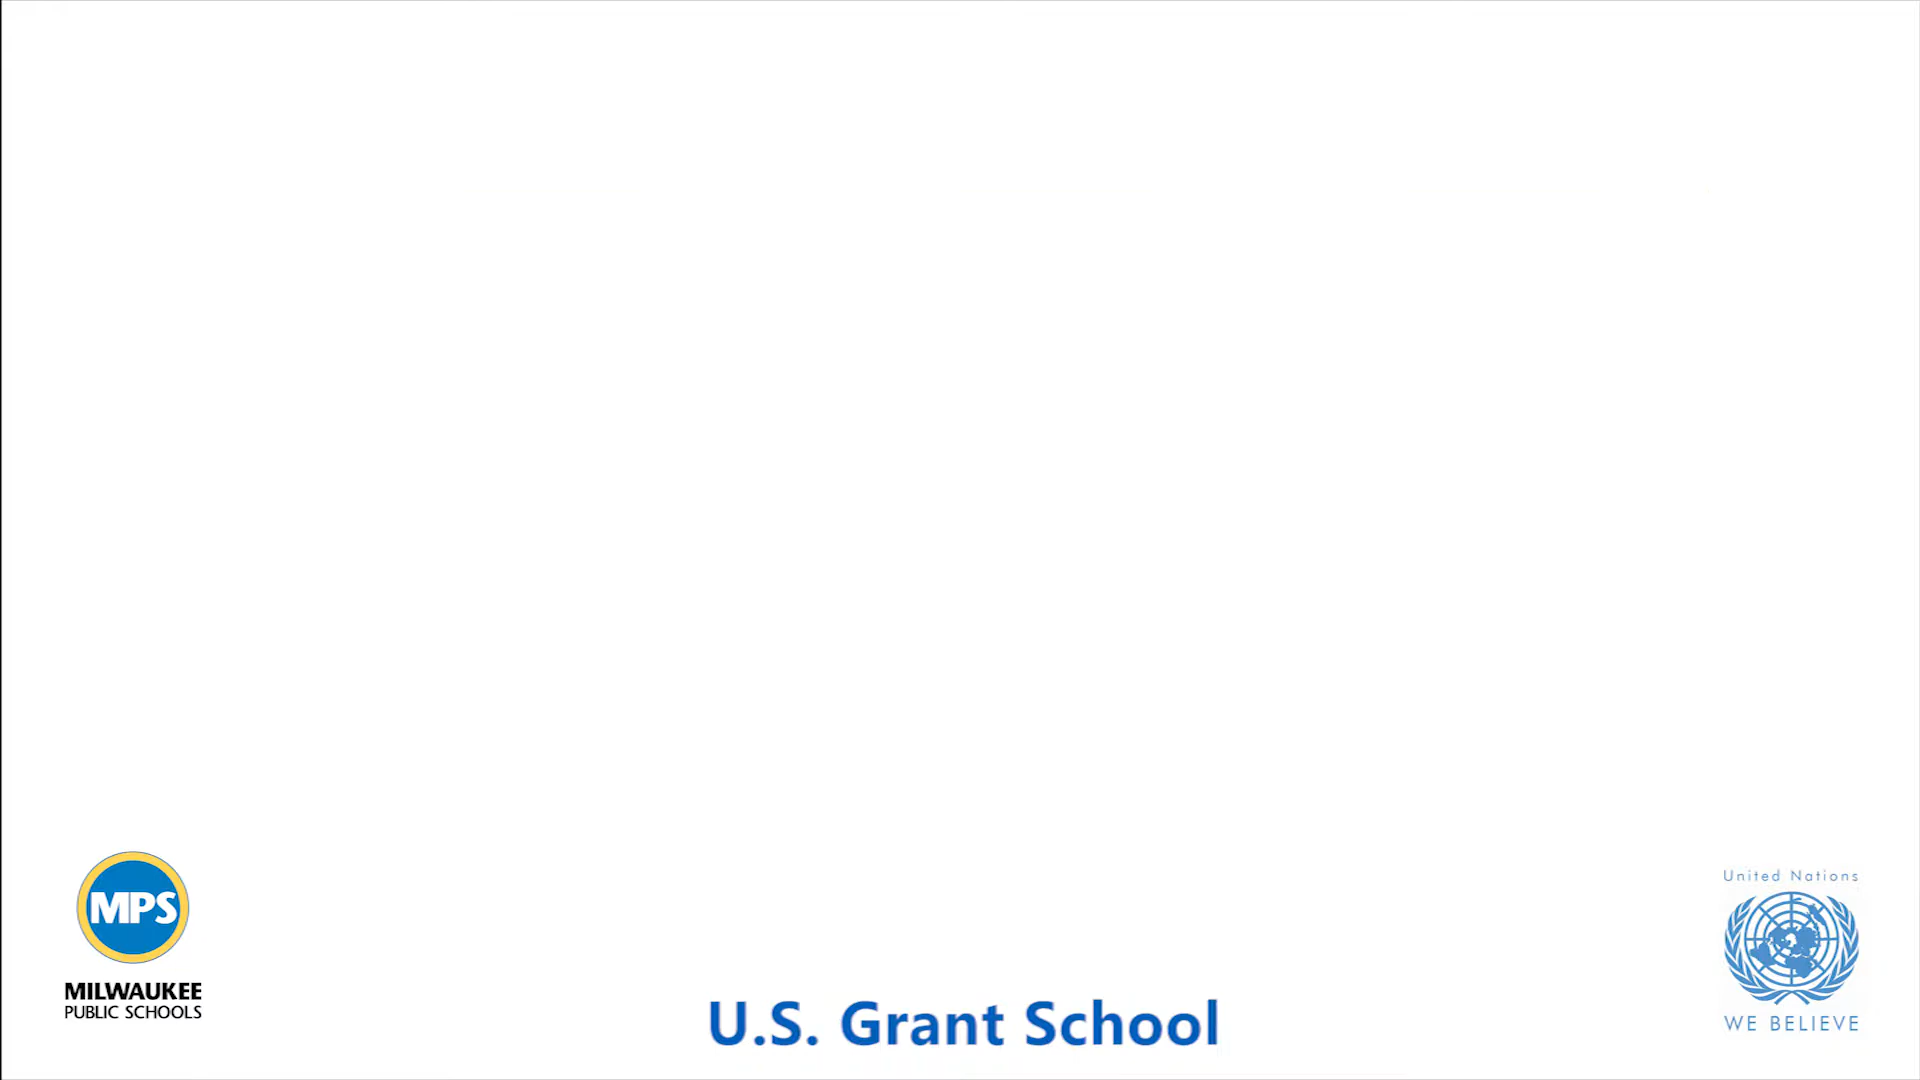 MPS
MILWAUKEE
PUBLIC SCHOOLS
U.S. Grant School
United Nations
WE BELIEVE